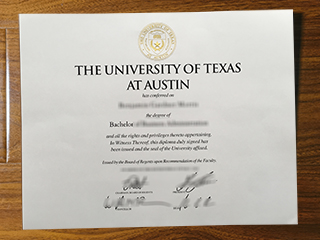 THE UNIVERSITY OF TEXAS
AT AUSTIN
has conferred on
the degree of
Bachelor
and all the rights and privileges thereto appertaining.
In Witness Thereof, this diploma duly signed has
been issued and the seal of the University affixed.
Issued by the Board of Regents upon Recommendation of the Faculty.